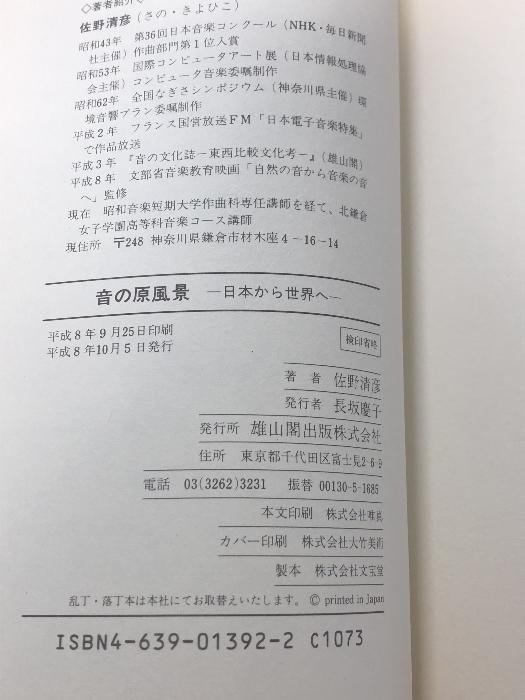 ◇著者紹介◇
佐野清彦(さの・きよひこ)
昭和43年 第36回日本音楽コンクール(NHK・毎日新聞
社主催)作曲部門第1位入賞
昭和53年 国際コンピュータアート展(日本情報処理協
会主催)コンピュータ音楽委嘱制作
昭和62年 全国なぎさシンポジウム(神奈川県主催)環
境音響プラン委嘱制作
平成2年 フランス国営放送FM「日本電子音楽特集」
で作品放送
平成3年 『音の文化誌―東西比較文化考―』(雄山閣)
平成8年 文部省音楽教育映画「自然の音から音楽の音
へ」監修
現在 昭和音楽短期大学作曲科専任講師を経て、北鎌倉
女子学園高等科音楽コース講師
現住所 〒248 神奈川県鎌倉市材木座4-16-14
音の原風景 ―日本から世界へ―
平成8年9月25日印刷
平成8年10月5日発行
検印省略
著者 佐野清彦
発行者 長坂慶子
発行所 雄山閣出版株式会社
住所 東京都千代田区富士見2-6-9
電話 03(3262)3231 振替 00130-5-1685
本文印刷 株式会社
カバー印刷 株式会社大竹美術
製本 株式会社文宝堂
乱丁・落丁本は本社にてお取替えいたします。 © printed in Japan
ISBN4-639-01392-2 C1073